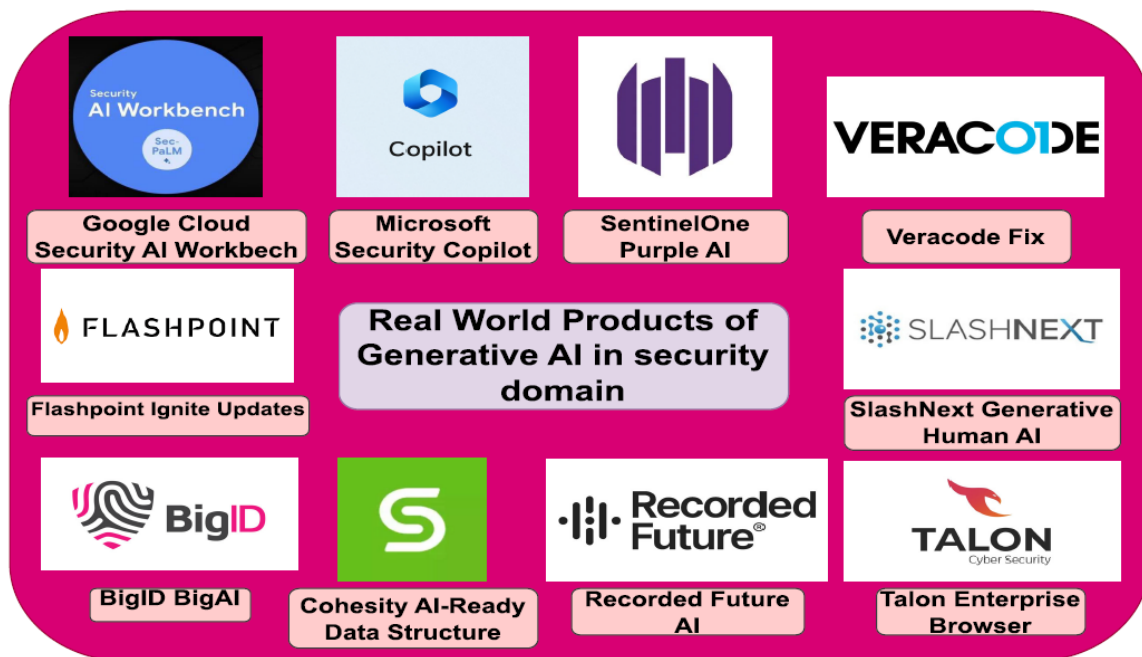 Security
AI Workbench
Sec-
PaLM
Copilot
VERACODE
Google Cloud
Security AI Workbech
Microsoft
Security Copilot
SentinelOne
Purple AI
Veracode Fix
FLASHPOINT
Real World Products of
Generative AI in security
domain
SLASHNEXT
Flashpoint Ignite Updates
SlashNext Generative
Human AI
BigID
Recorded
Future®
TALON
Cyber Security
BigID BigAI
Cohesity AI-Ready
Data Structure
Recorded Future
AI
Talon Enterprise
Browser